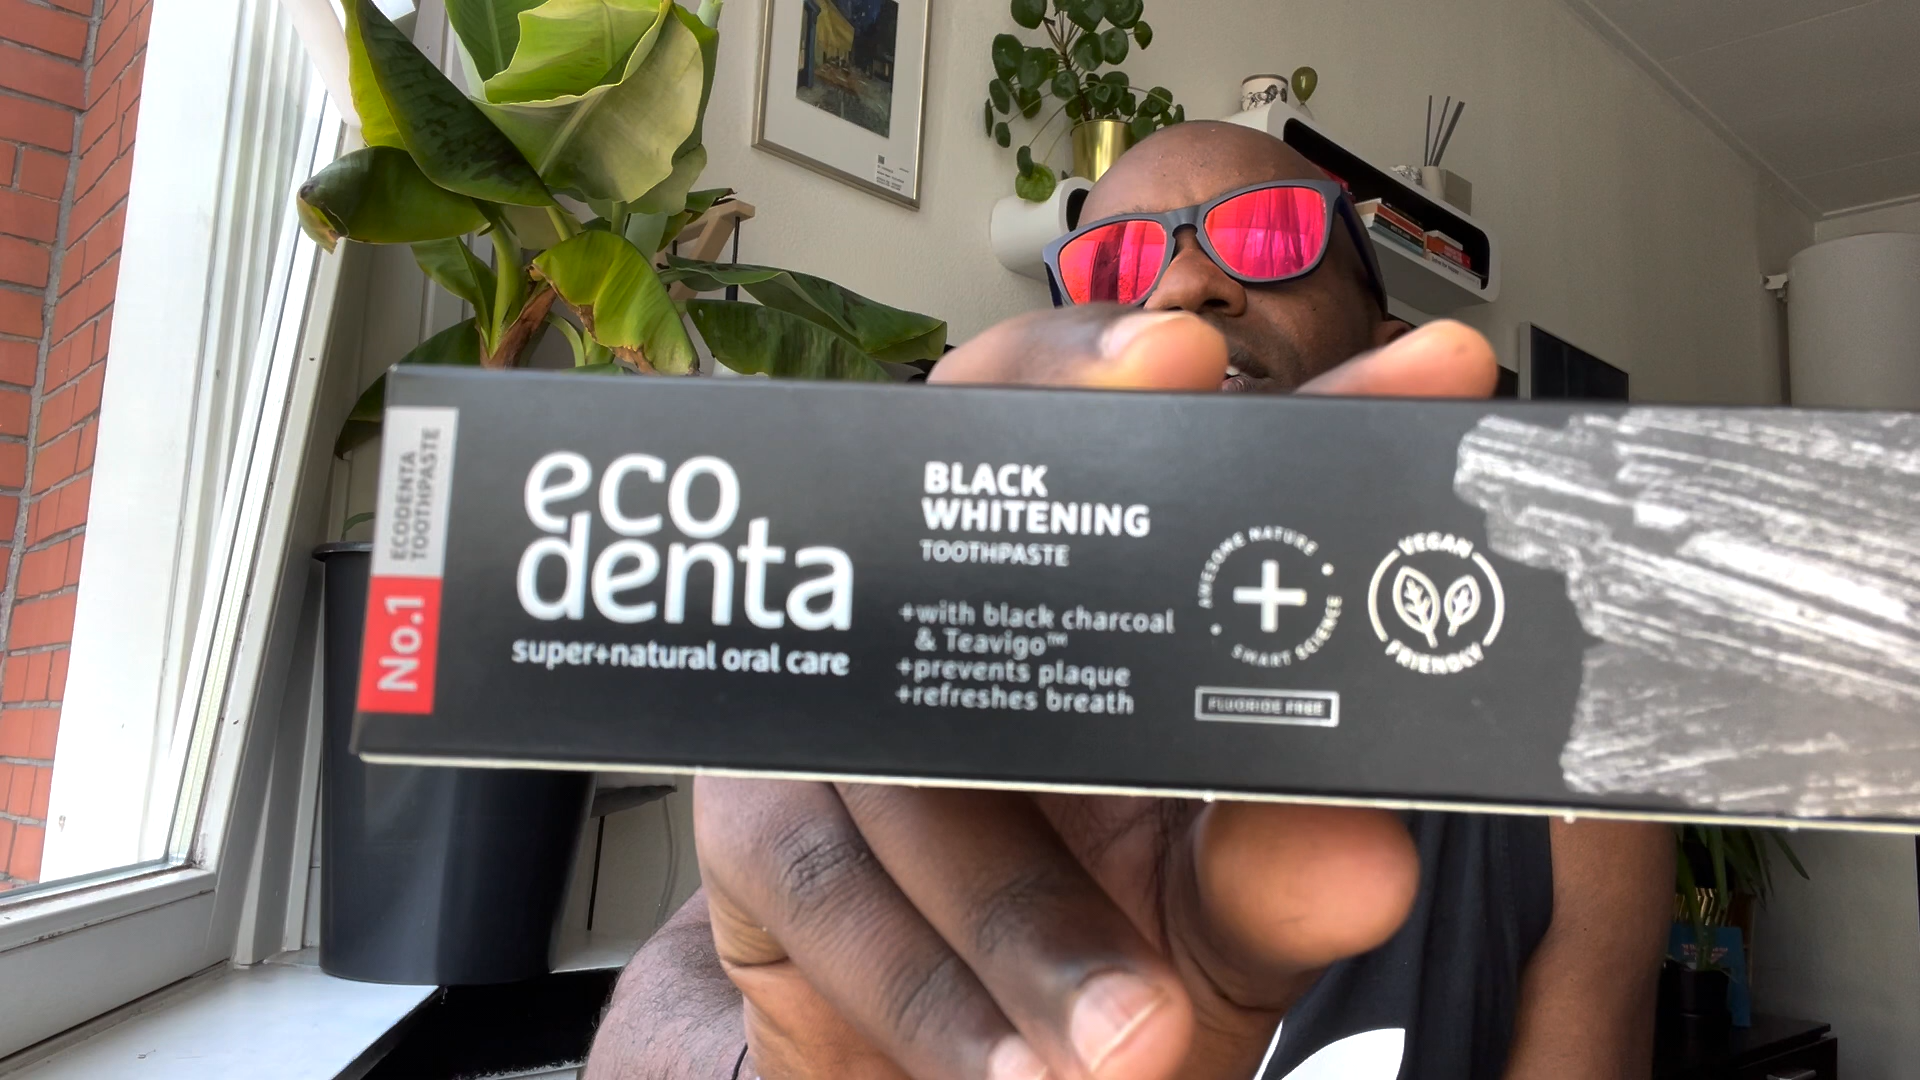 ECODENTA
TOOTHPASTE
No.1
eco
denta
super+natural oral care
BLACK
WHITENING
TOOTHPASTE
+with black charcoal
& Teavigo™
+prevents plaque
+refreshes breath
AWESOME NATURE
+
SMART SCIENCE
FLUORIDE FREE
VEGAN
FRIENDLY